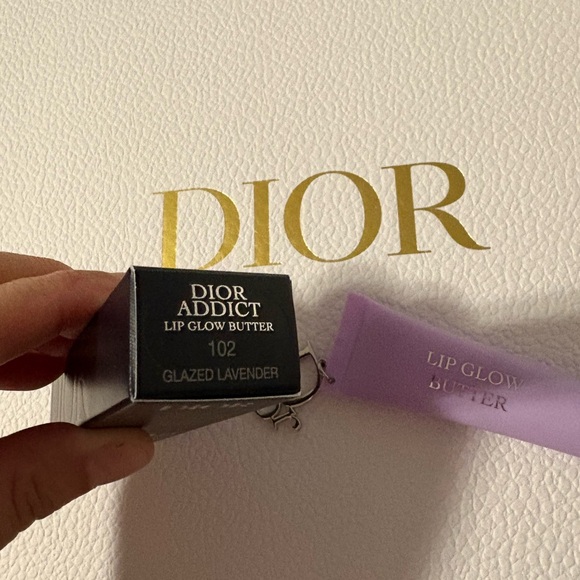 DIOR
DIOR
ADDICT
LIP GLOW BUTTER
102
GLAZED LAVENDER
LIP GLOW
BUTTER